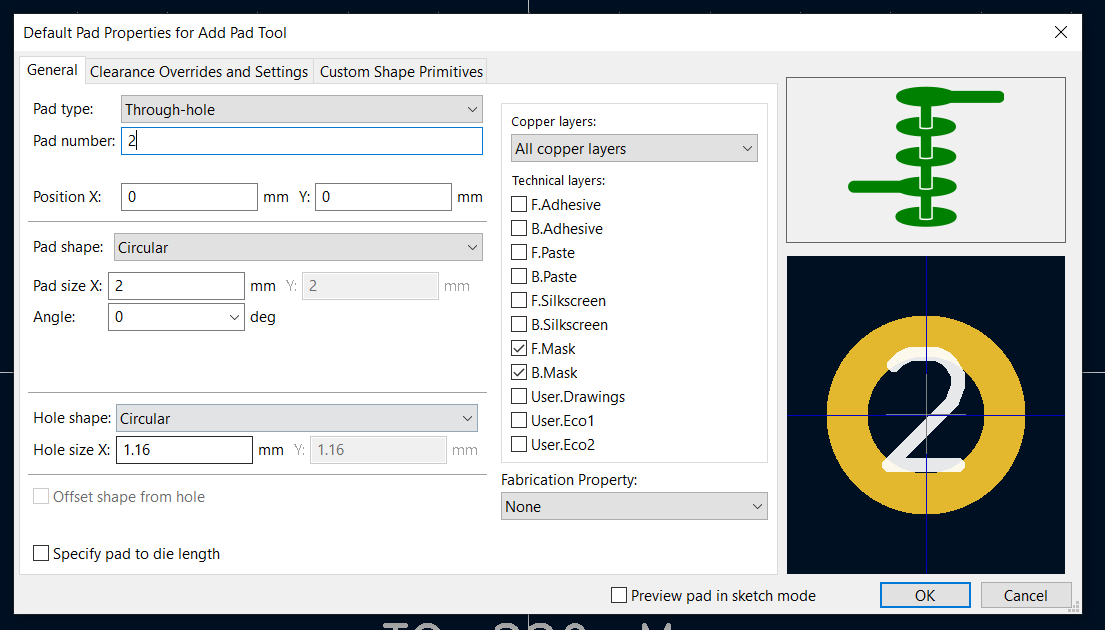 Default Pad Properties for Add Pad Tool
General Clearance Overrides and Settings Custom Shape Primitives
Pad type: Through-hole
Pad number: 2
Position X: 0 mm Y: 0 mm
Pad shape: Circular
Pad size X: 2 mm Y: 2 mm
Angle: 0 deg
Hole shape: Circular
Hole size X: 1.16 mm Y: 1.16 mm
Offset shape from hole
Specify pad to die length
Copper layers:
All copper layers
Technical layers:
F.Adhesive
B.Adhesive
F.Paste
B.Paste
F.Silkscreen
B.Silkscreen
F.Mask
B.Mask
User.Drawings
User.Eco1
User.Eco2
Fabrication Property:
None
2
Preview pad in sketch mode OK Cancel